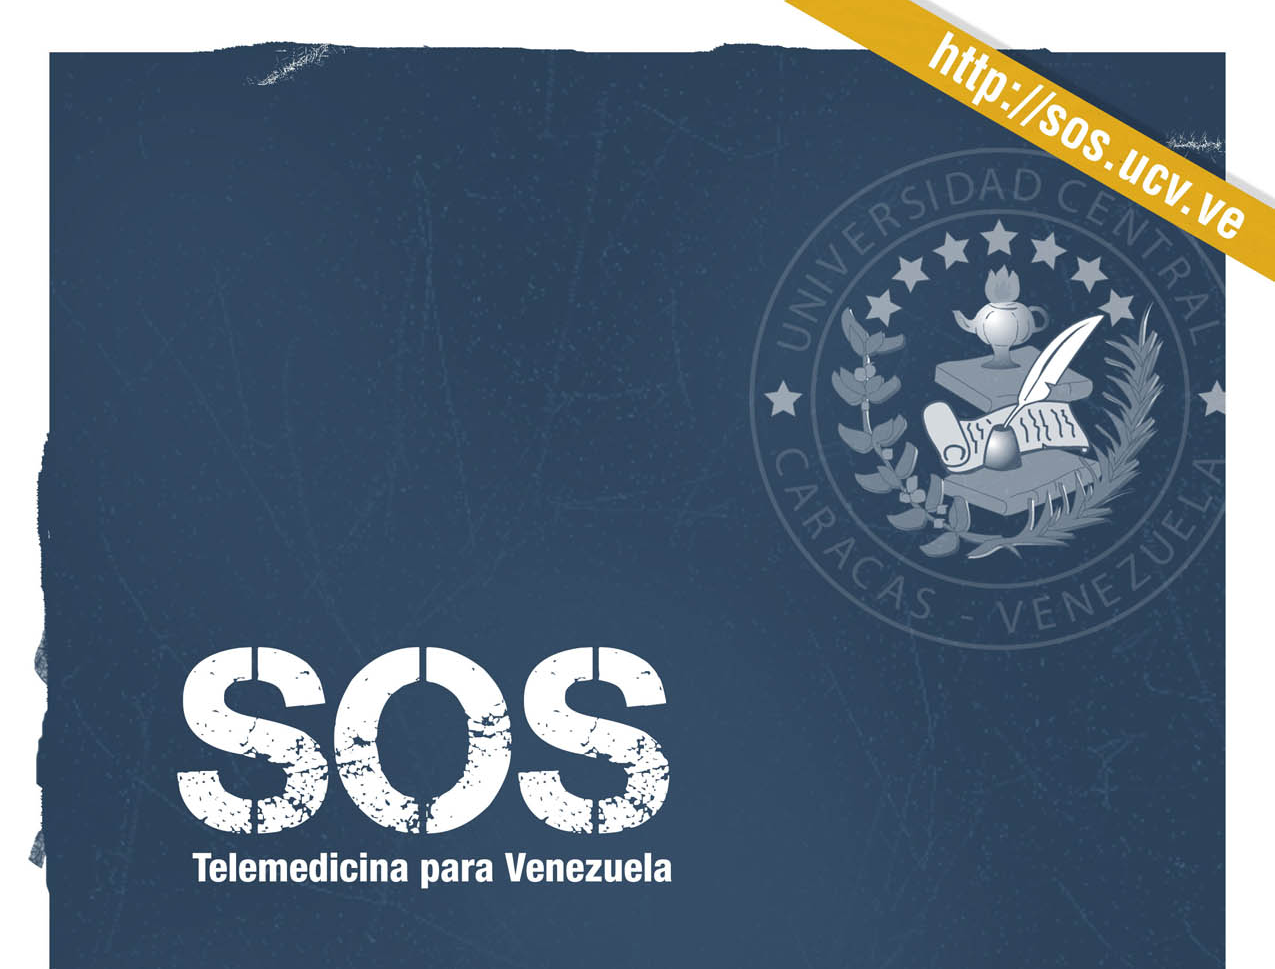 http://sos.ucv.ve
UNIVERSIDAD CENTRAL
CARACAS - VENEZUELA
SOS
Telemedicina para Venezuela